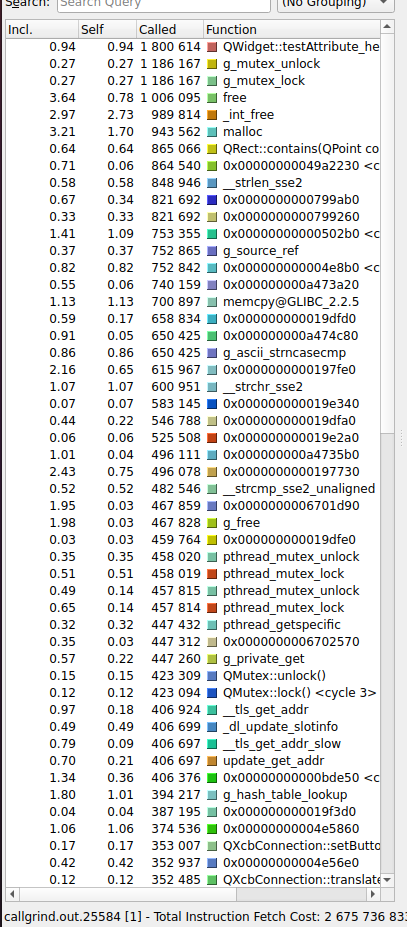 Search: Search Query (No Grouping)
Incl. Self Called Function
0.94 0.94 1 800 614 QWidget::testAttribute_he
0.27 0.27 1 186 167 g_mutex_unlock
0.27 0.27 1 186 167 g_mutex_lock
3.64 0.78 1 006 095 free
2.97 2.73 989 814 _int_free
3.21 1.70 943 562 malloc
0.64 0.64 865 066 QRect::contains(QPoint co
0.71 0.06 864 540 0x00000000049a2230 <c
0.58 0.58 848 946 __strlen_sse2
0.67 0.34 821 692 0x0000000000799ab0
0.33 0.33 821 692 0x0000000000799260
1.41 1.09 753 355 0x0000000000502b0 <c
0.37 0.37 752 865 g_source_ref
0.82 0.82 752 842 0x000000000004e8b0 <c
0.55 0.06 740 159 0x000000000a473a20
1.13 1.13 700 897 memcpy@GLIBC_2.2.5
0.59 0.17 658 834 0x000000000019dfd0
0.91 0.05 650 425 0x000000000a474c80
0.86 0.86 650 425 g_ascii_strncasecmp
2.16 0.65 615 967 0x0000000000197fe0
1.07 1.07 600 951 __strchr_sse2
0.07 0.07 583 145 0x000000000019e340
0.44 0.22 546 788 0x000000000019dfa0
0.06 0.06 525 508 0x000000000019e2a0
1.01 0.04 496 111 0x000000000a4735b0
2.43 0.75 496 078 0x0000000000197730
0.52 0.52 482 546 __strcmp_sse2_unaligned
1.95 0.03 467 859 0x0000000006701d90
1.98 0.03 467 828 g_free
0.03 0.03 459 764 0x000000000019dfe0
0.35 0.35 458 020 pthread_mutex_unlock
0.51 0.51 458 019 pthread_mutex_lock
0.49 0.14 457 815 pthread_mutex_unlock
0.65 0.14 457 814 pthread_mutex_lock
0.32 0.32 447 432 pthread_getspecific
0.35 0.03 447 312 0x0000000006702570
0.57 0.22 447 260 g_private_get
0.15 0.15 423 309 QMutex::unlock()
0.12 0.12 423 094 QMutex::lock() <cycle 3>
0.97 0.18 406 924 __tls_get_addr
0.49 0.49 406 699 _dl_update_slotinfo
0.79 0.09 406 697 __tls_get_addr_slow
0.70 0.21 406 697 update_get_addr
1.34 0.36 406 376 0x00000000000bde50 <c
1.80 1.01 394 217 g_hash_table_lookup
0.04 0.04 387 195 0x000000000019f3d0
1.06 1.06 374 536 0x00000000004e5860
0.17 0.17 353 007 QXcbConnection::setButto
0.42 0.42 352 937 0x00000000004e56e0
0.12 0.12 352 485 QXcbConnection::translate
callgrind.out.25584 [1] - Total Instruction Fetch Cost: 2 675 736 833